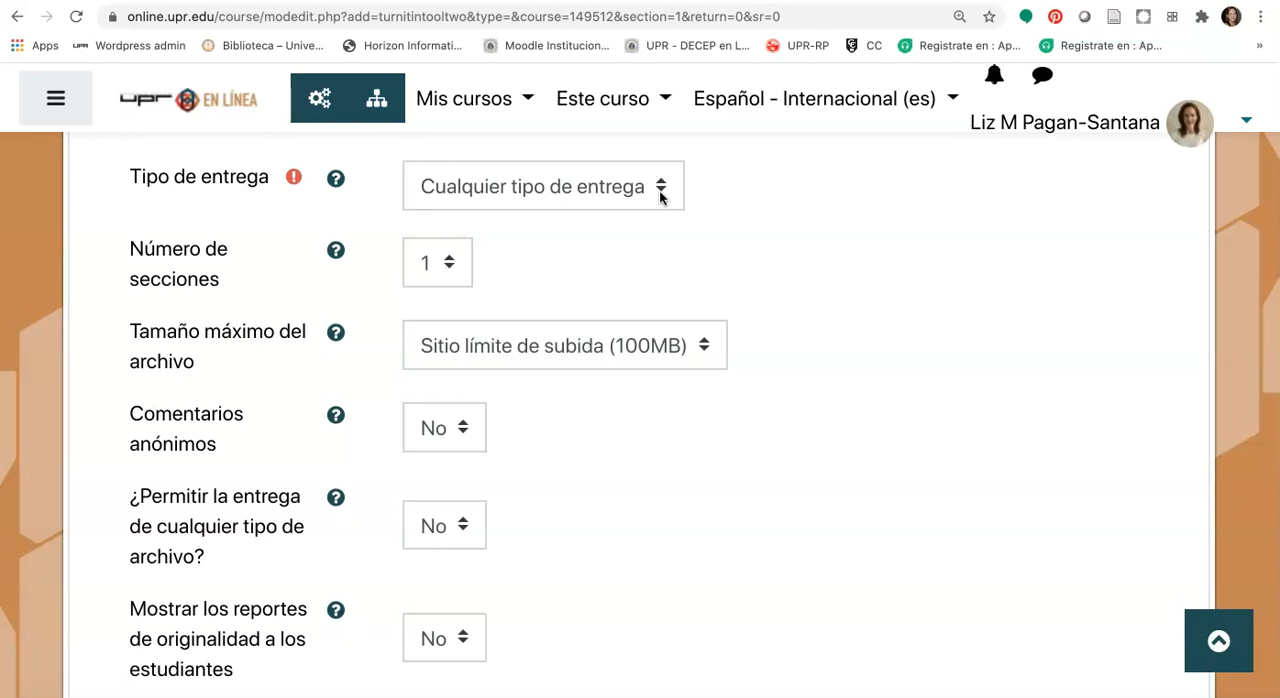 online.upr.edu/course/modedit.php?add=turnitintooltwo&type=&course=149512&section=1&return=0&sr=0
Apps
Wordpress admin
Biblioteca – Unive...
Horizon Informati...
Moodle Institucion...
UPR - DECEP en L...
UPR-RP
CC
Registrate en : Ap...
Registrate en : Ap...
»
upr EN LÍNEA
Mis cursos
Este curso
Español - Internacional (es)
Liz M Pagan-Santana
Tipo de entrega
Cualquier tipo de entrega
Número de
secciones
1
Tamaño máximo del
archivo
Sitio límite de subida (100MB)
Comentarios
anónimos
No
¿Permitir la entrega
de cualquier tipo de
archivo?
No
Mostrar los reportes
de originalidad a los
estudiantes
No